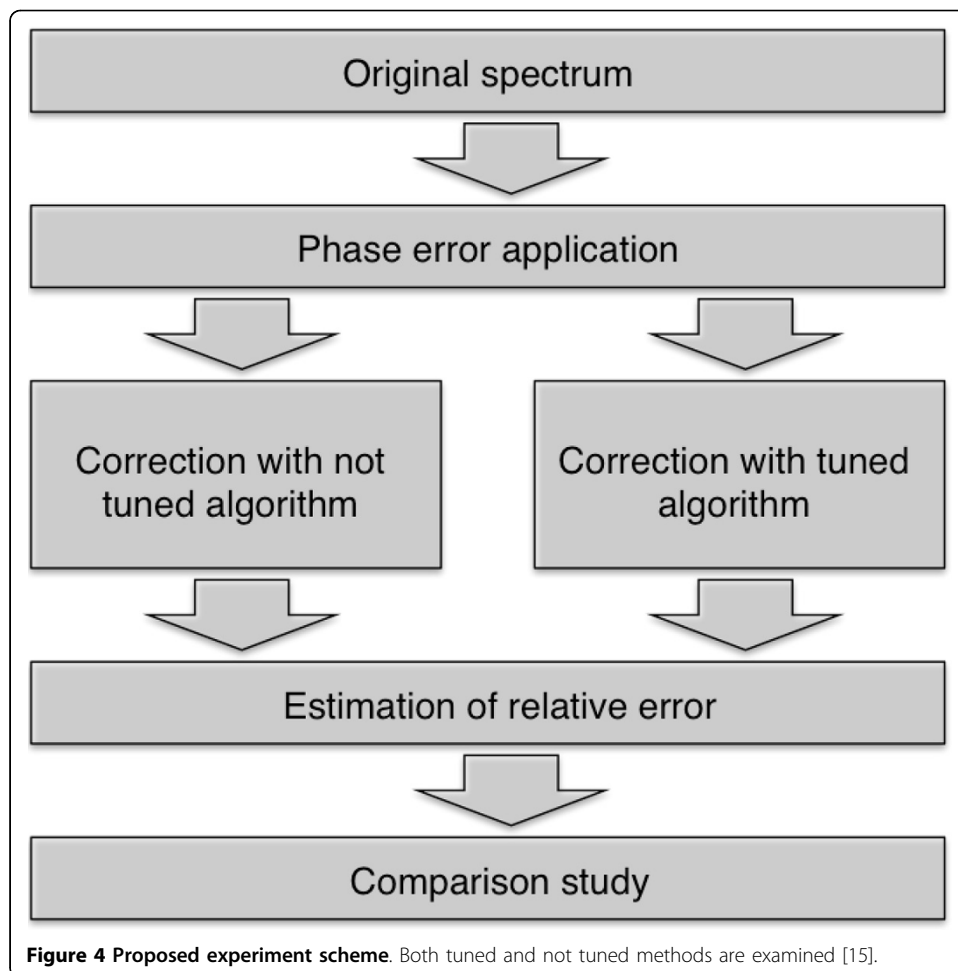 Original spectrum
Phase error application
Correction with not
tuned algorithm
Correction with tuned
algorithm
Estimation of relative error
Comparison study
Figure 4 Proposed experiment scheme. Both tuned and not tuned methods are examined [15].